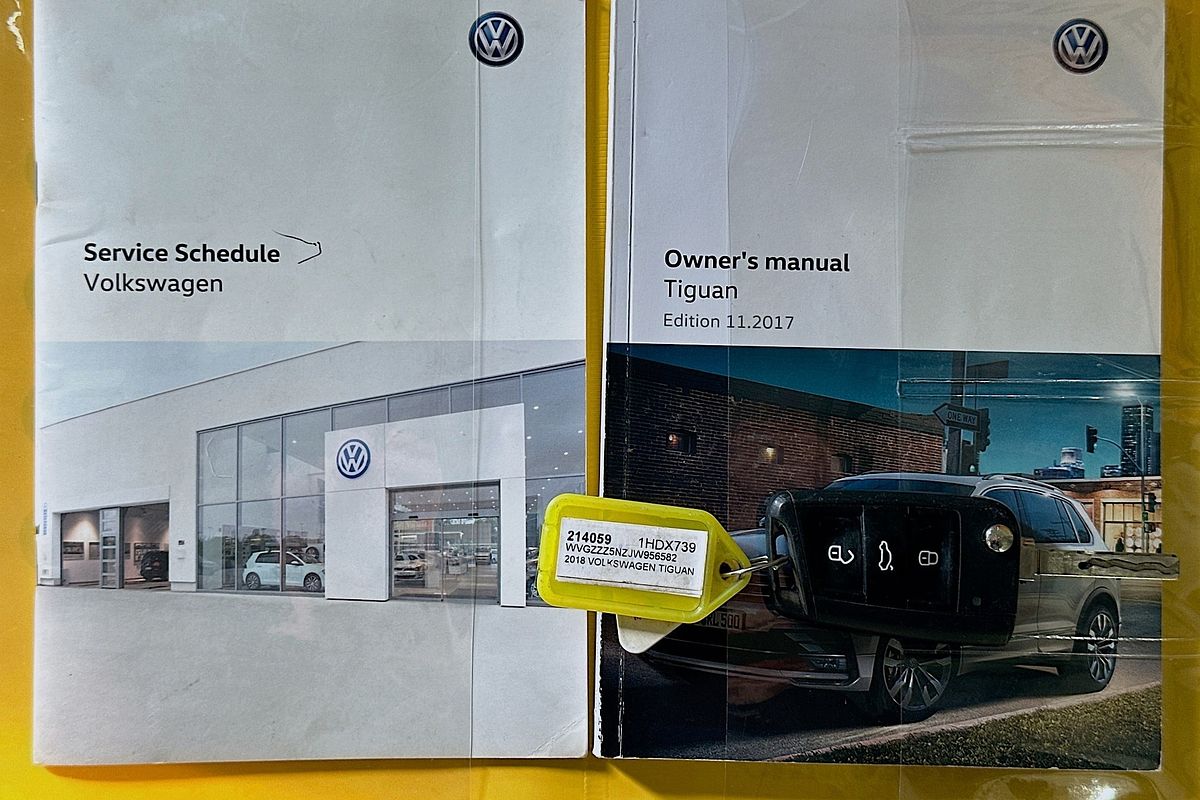 Service Schedule
Volkswagen
Owner's manual
Tiguan
Edition 11.2017
ONE WAY
214059 1HDX739
WVGZZZ5NZJW956582
2018 VOLKSWAGEN TIGUAN